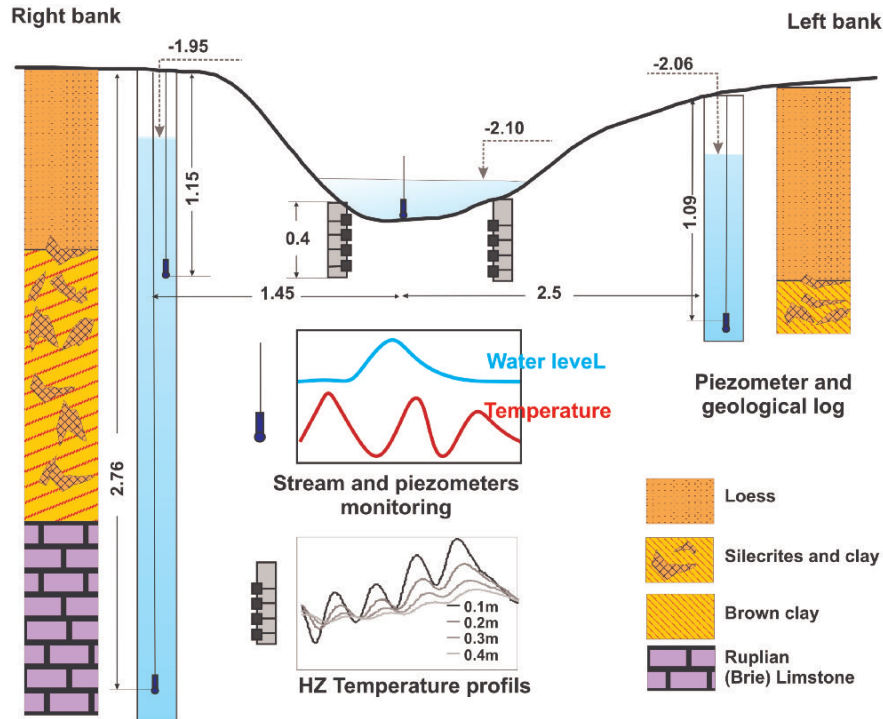 Right bank
Left bank
-1.95
-2.06
-2.10
1.15
1.09
0.4
1.45
2.5
2.76
Water leveL
Temperature
Stream and piezometers
monitoring
Piezometer and
geological log
0.1m
0.2m
0.3m
0.4m
HZ Temperature profils
Loess
Silecrites and clay
Brown clay
Ruplian
(Brie) Limstone